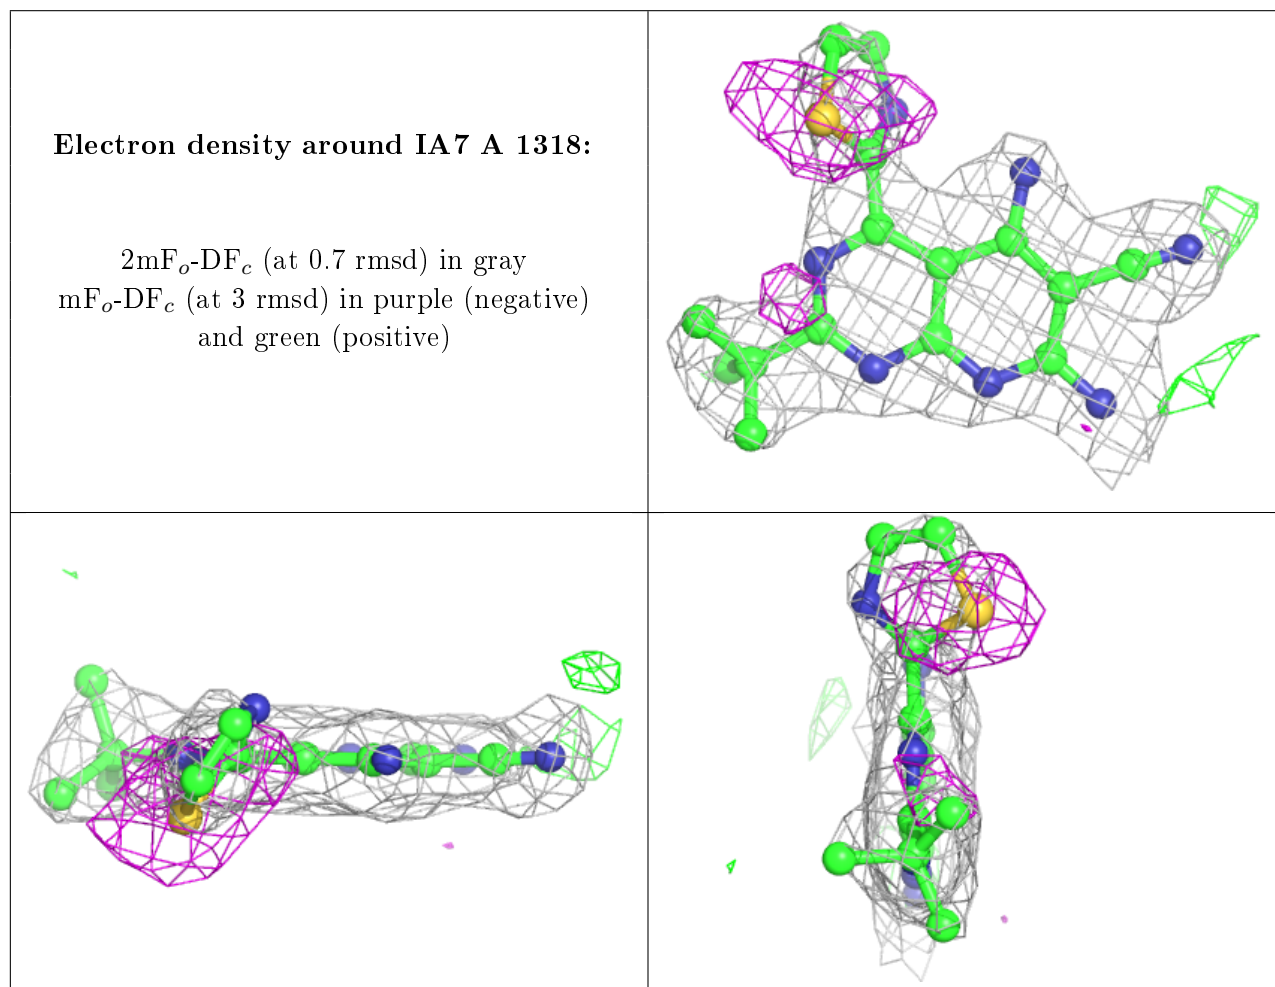 Electron density around IA7 A 1318:
2mFo-DFc (at 0.7 rmsd) in gray
mFo-DFc (at 3 rmsd) in purple (negative)
and green (positive)